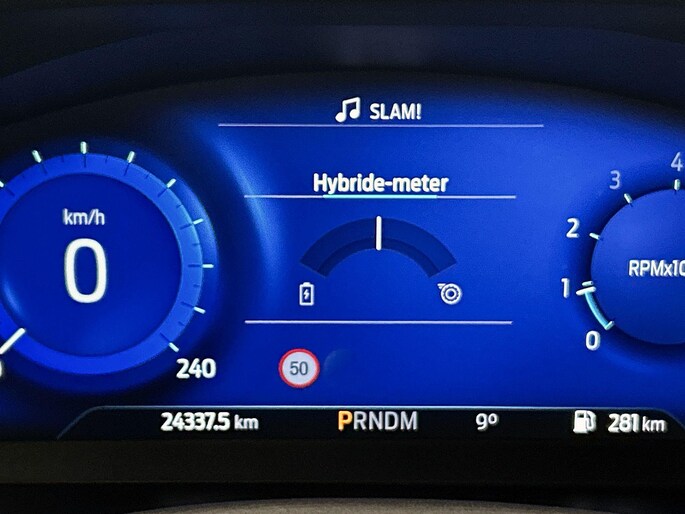 SLAM!
Hybride-meter
km/h
0
240
50
4
3
2
1
0
RPMx10
24337.5 km
PRNDM
9º
281 km